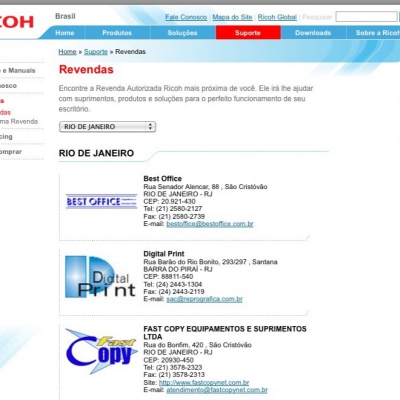 COH
Brasil
Fale Conosco | Mapa do Site | Ricoh Global | Pesquisar
Home Produtos Soluções Suporte Downloads Sobre a Ricoh
Home » Suporte » Revendas
e Manuais
nosco
s
das
ma Revenda
cing
omprar
Revendas
Encontre a Revenda Autorizada Ricoh mais próxima de você. Ele irá lhe ajudar
com suprimentos, produtos e soluções para o perfeito funcionamento de seu
escritório.
RIO DE JANEIRO
RIO DE JANEIRO
BEST OFFICE
Best Office
Rua Senador Alencar, 88 , São Cristóvão
RIO DE JANEIRO - RJ
CEP: 20.921-430
Tel: (21) 2580-2127
Fax: (21) 2580-2739
E-mail: bestoffice@bestoffice.com.br
Digital
Print
Digital Print
Rua Barão do Rio Bonito, 293/297 , Santana
BARRA DO PIRAÍ - RJ
CEP: 88811-540
Tel: (24) 2443-1304
Fax: (24) 2443-2119
E-mail: sac@reprografica.com.br
Fast
Copy
FAST COPY EQUIPAMENTOS E SUPRIMENTOS
LTDA
Rua do Bonfim, 420 , São Cristóvão
RIO DE JANEIRO - RJ
CEP: 20930-450
Tel: (21) 3578-2323
Fax: (21) 3578-2313
Site: http://www.fastcopynet.com.br
E-mail: atendimento@fastcopynet.com.br